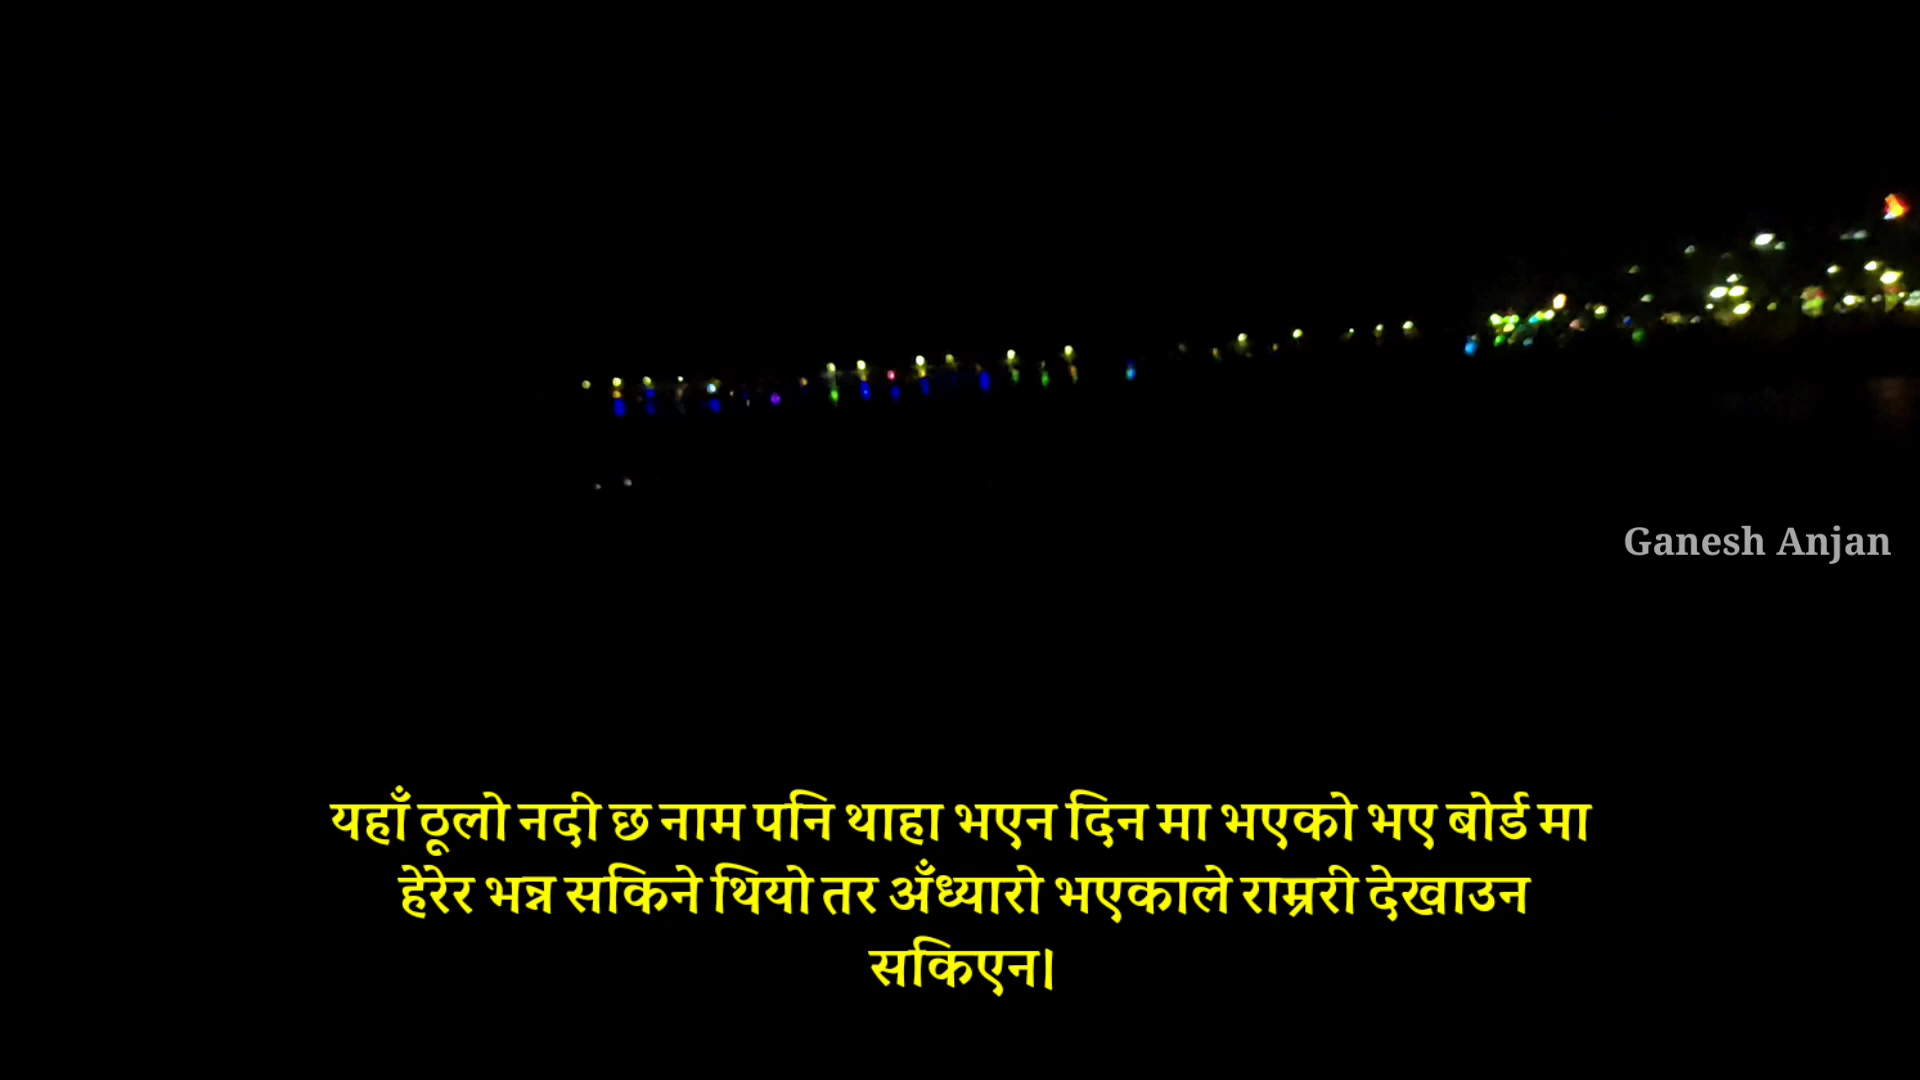 Ganesh Anjan
यहाँ ठूलो नदी छ नाम पनि थाहा भएन दिन मा भएको भए बोर्ड मा
हेरेर भन्न सकिने थियो तर अँध्यारो भएकाले राम्ररी देखाउन
सकिएन।